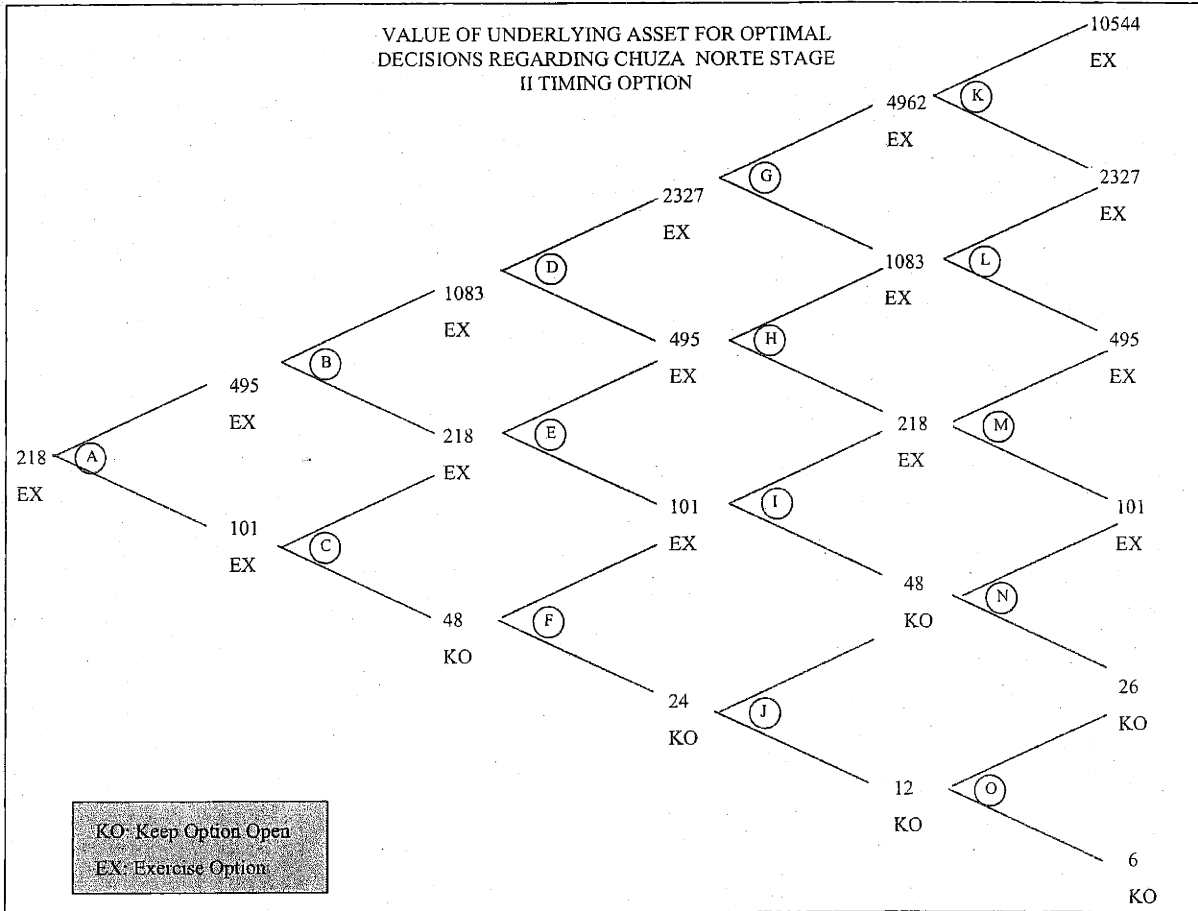 VALUE OF UNDERLYING ASSET FOR OPTIMAL
DECISIONS REGARDING CHUZA NORTE STAGE
II TIMING OPTION
10544
EX
K
4962
EX
G
2327
EX
2327
EX
D
L
1083
EX
1083
EX
B
H
495
EX
495
EX
495
EX
A
E
M
218
EX
218
EX
218
EX
C
I
101
EX
101
EX
101
EX
F
N
48
KO
48
KO
J
24
KO
26
KO
O
12
KO
6
KO
KO: Keep Option Open
EX: Exercise Option